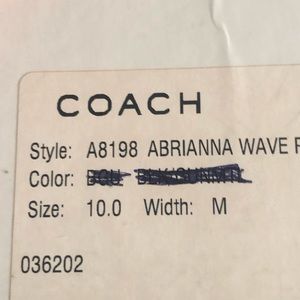 COACH
Style: A8198 ABRIANNA WAVE
Color:
Size: 10.0 Width: M
036202